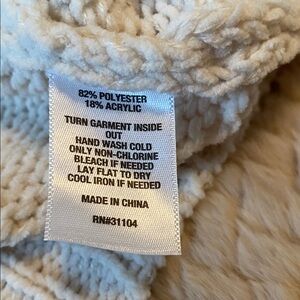 82% POLYESTER
18% ACRYLIC
TURN GARMENT INSIDE
OUT
HAND WASH COLD
ONLY NON-CHLORINE
BLEACH IF NEEDED
LAY FLAT TO DRY
COOL IRON IF NEEDED
MADE IN CHINA
RN#31104